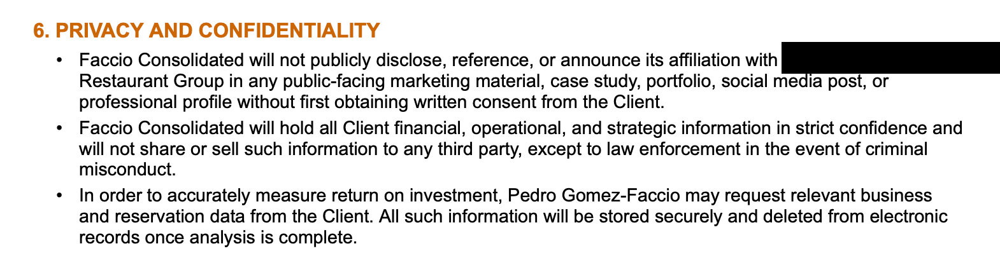 6. PRIVACY AND CONFIDENTIALITY
• Faccio Consolidated will not publicly disclose, reference, or announce its affiliation with
Restaurant Group in any public-facing marketing material, case study, portfolio, social media post, or
professional profile without first obtaining written consent from the Client.
• Faccio Consolidated will hold all Client financial, operational, and strategic information in strict confidence and
will not share or sell such information to any third party, except to law enforcement in the event of criminal
misconduct.
• In order to accurately measure return on investment, Pedro Gomez-Faccio may request relevant business
and reservation data from the Client. All such information will be stored securely and deleted from electronic
records once analysis is complete.